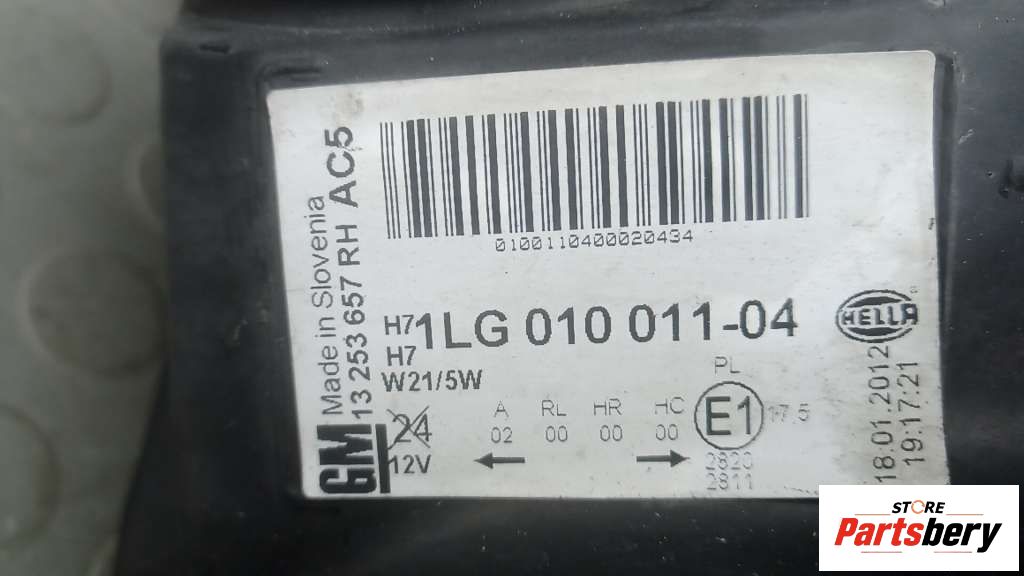 Made in Slovenia
GM 13 253 657 RH AC5
0100110400020434
H7 1LG 010 011-04
H7
W21/5W
24
12V
A RL HR HC
02 00 00 00
PL
E1 17.5
2820
2811
HELLA
18.01.2012
19:17:21
STORE
Partsbery